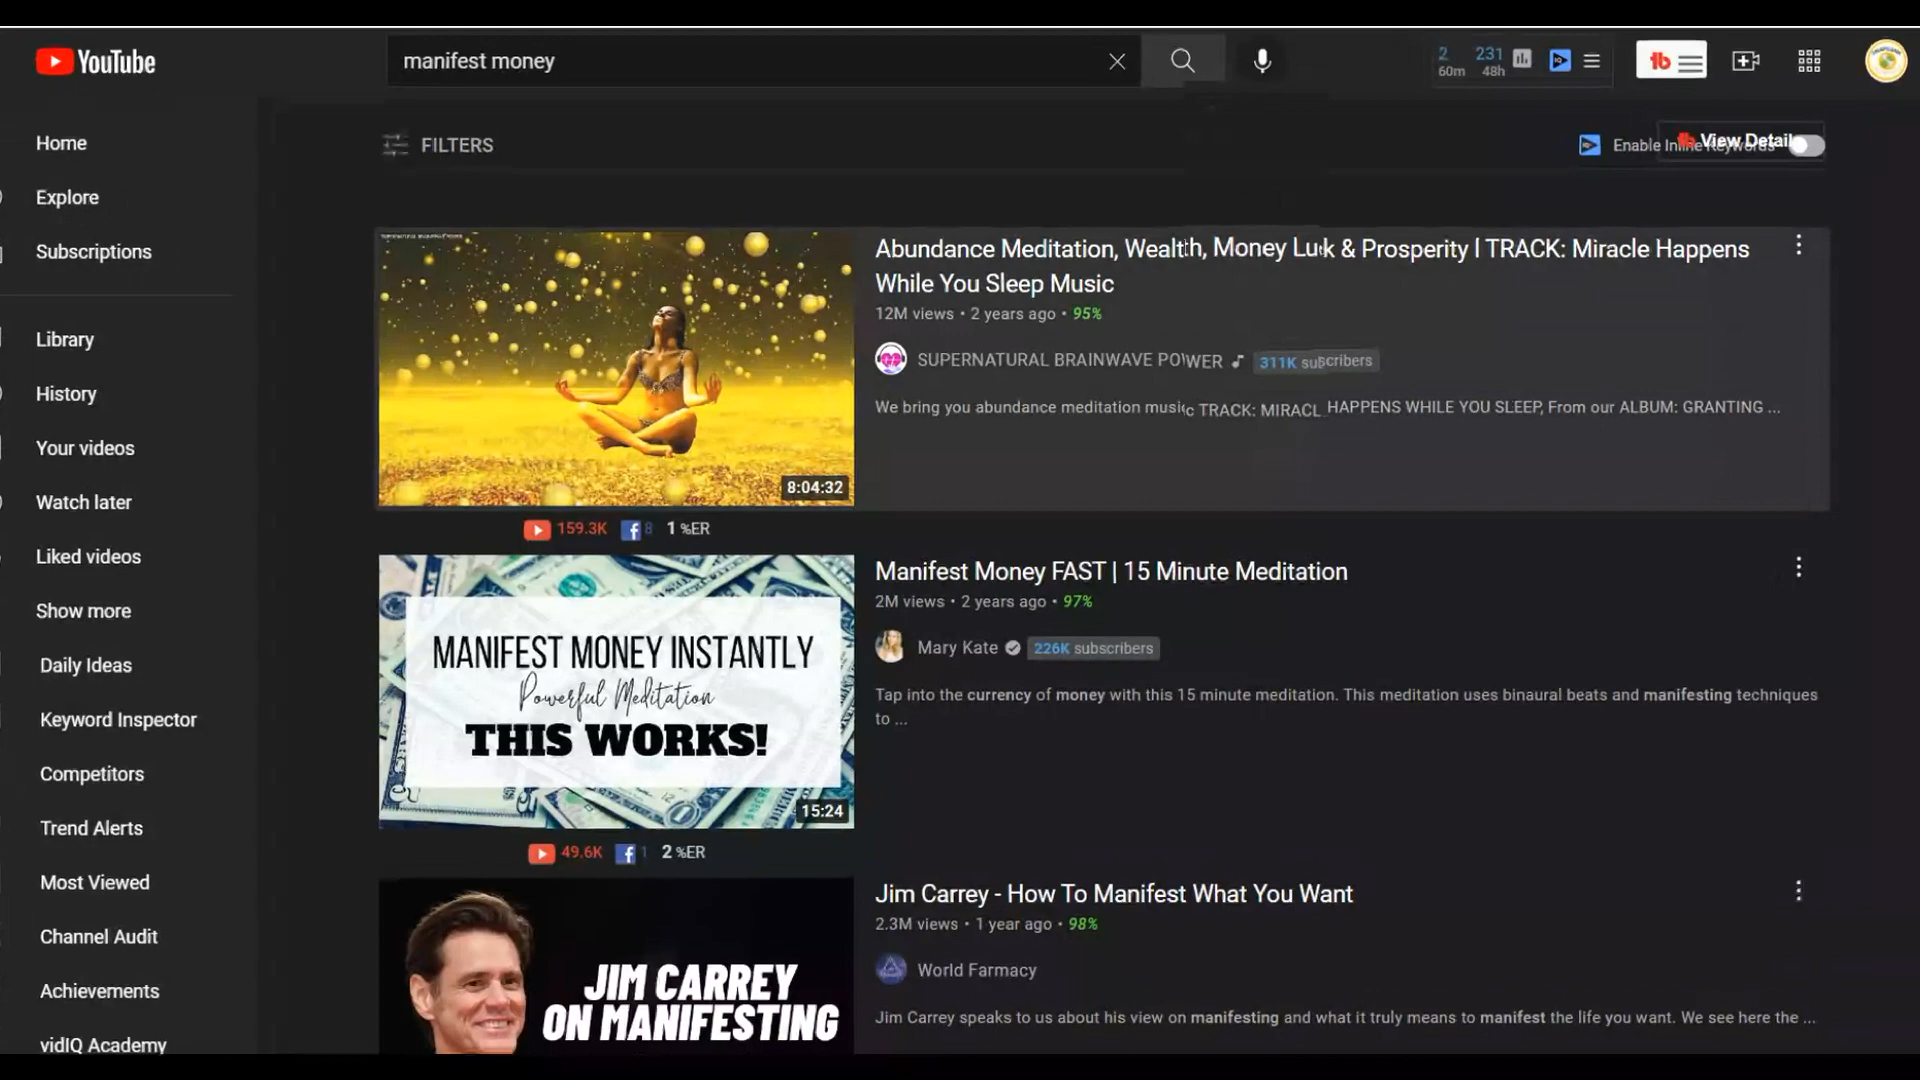 YouTube
manifest money
2 231
60m 48h
Home
Explore
Subscriptions
Library
History
Your videos
Watch later
Liked videos
Show more
Daily Ideas
Keyword Inspector
Competitors
Trend Alerts
Most Viewed
Channel Audit
Achievements
vidIQ Academy
FILTERS
Enable Inline Keywords
View Detail
8:04:32
Abundance Meditation, Wealth, Money Luck & Prosperity l TRACK: Miracle Happens
While You Sleep Music
12M views • 2 years ago • 95%
SUPERNATURAL BRAINWAVE POWER ♪ 311K subscribers
We bring you abundance meditation music TRACK: MIRACL HAPPENS WHILE YOU SLEEP, From our ALBUM: GRANTING ...
159.3K 8 1 %ER
MANIFEST MONEY INSTANTLY
Powerful Meditation
THIS WORKS!
15:24
Manifest Money FAST | 15 Minute Meditation
2M views • 2 years ago • 97%
Mary Kate 226K subscribers
Tap into the currency of money with this 15 minute meditation. This meditation uses binaural beats and manifesting techniques
to ...
49.6K 1 2 %ER
JIM CARREY
ON MANIFESTING
Jim Carrey - How To Manifest What You Want
2.3M views • 1 year ago • 98%
World Farmacy
Jim Carrey speaks to us about his view on manifesting and what it truly means to manifest the life you want. We see here the ...